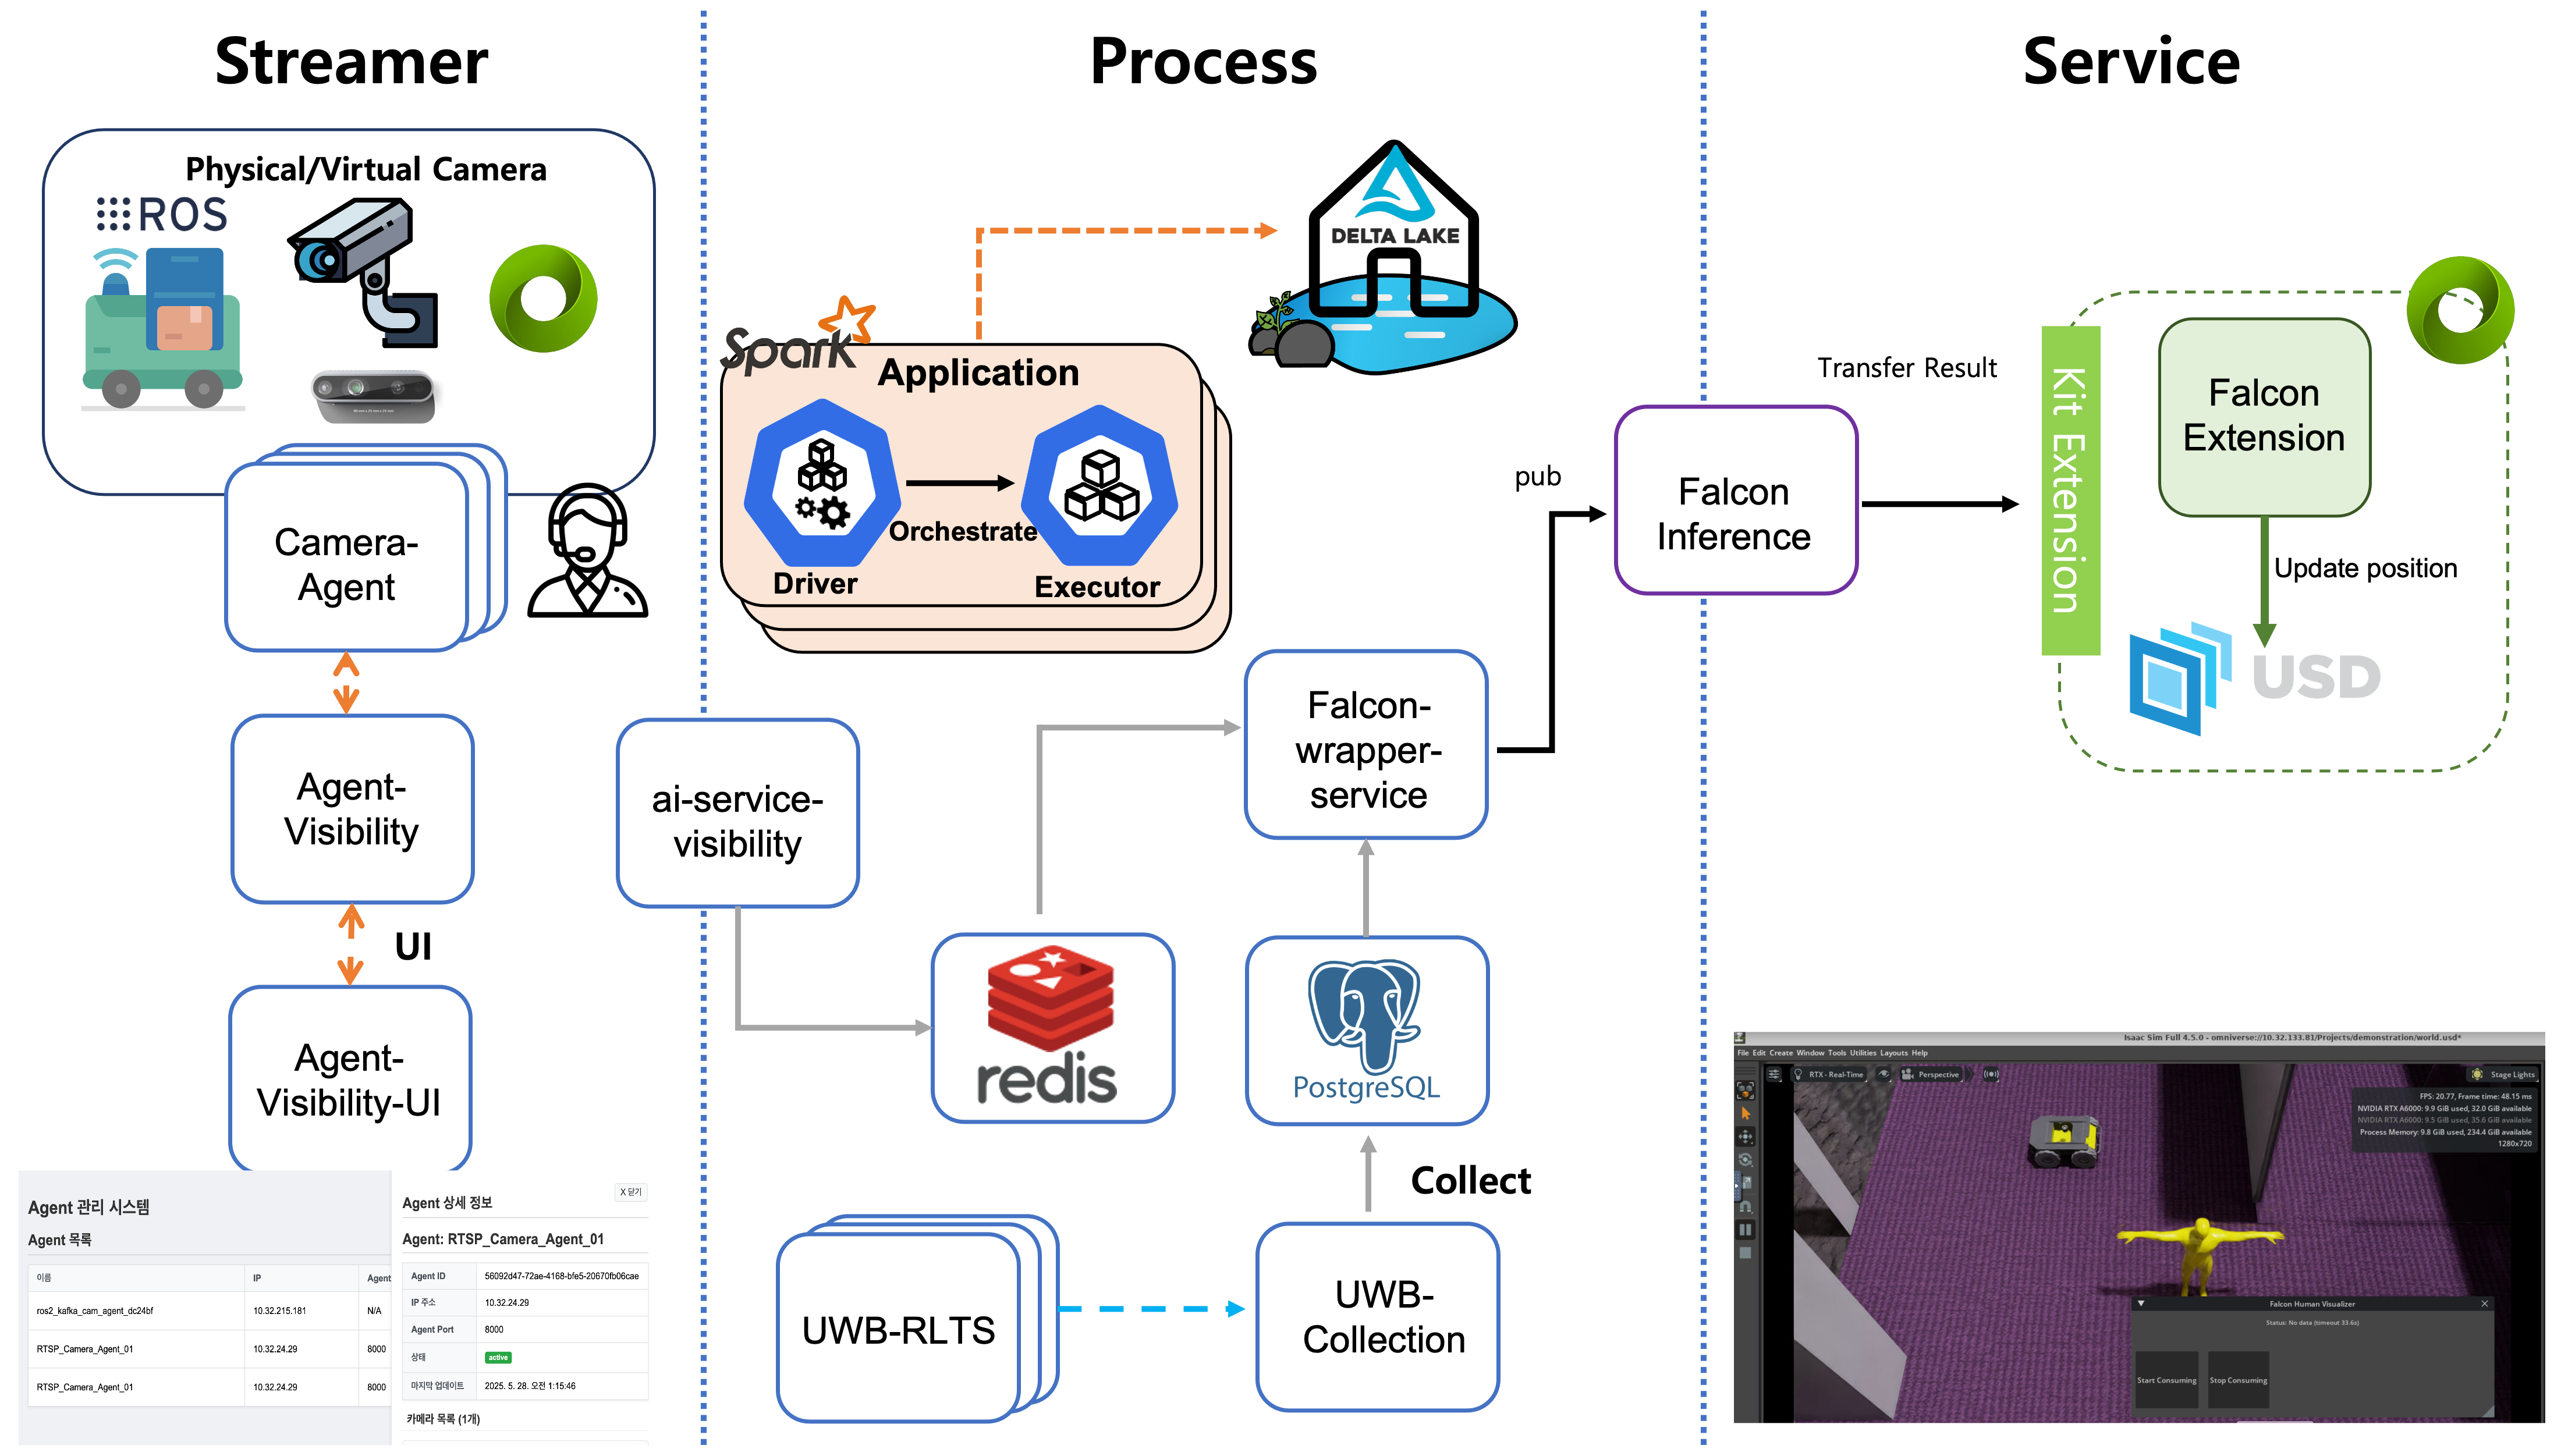 Streamer
Process
Service
Physical/Virtual Camera
ROS
Camera-
Agent
Agent-
Visibility
UI
Agent-
Visibility-UI
Agent 관리 시스템
Agent 목록
이름 IP Agent
ros2_kafka_cam_agent_dc24bf 10.32.215.181 N/A
RTSP_Camera_Agent_01 10.32.24.29 8000
RTSP_Camera_Agent_01 10.32.24.29 8000
X 닫기
Agent 상세 정보
Agent: RTSP_Camera_Agent_01
Agent ID 56092d47-72ae-4168-bfe5-20670fb06cae
IP 주소 10.32.24.29
Agent Port 8000
상태 active
마지막 업데이트 2025. 5. 28. 오전 1:15:46
카메라 목록 (1개)
DELTA LAKE
Spark
Application
Orchestrate
Driver
Executor
ai-service-
visibility
Falcon-
wrapper-
service
redis
PostgreSQL
Collect
UWB-RLTS
UWB-
Collection
pub
Falcon
Inference
Transfer Result
Kit Extension
Falcon
Extension
Update position
USD
Isaac Sim Full 4.5.0 - omniverse://10.32.133.81/Projects/demonstration/world.usd*
File Edit Create Window Tools Utilities Layouts Help
RTX - Real-Time Perspective Stage Lights
FPS: 20.77, Frame time: 48.15 ms
NVIDIA RTX A6000: 9.9 GiB used, 32.0 GiB available
NVIDIA RTX A6000: 9.5 GiB used, 35.6 GiB available
Process Memory: 9.8 GiB used, 234.4 GiB available
1280x720
Falcon Human Visualizer
Status: No data (timeout 33.6s)
Start Consuming Stop Consuming